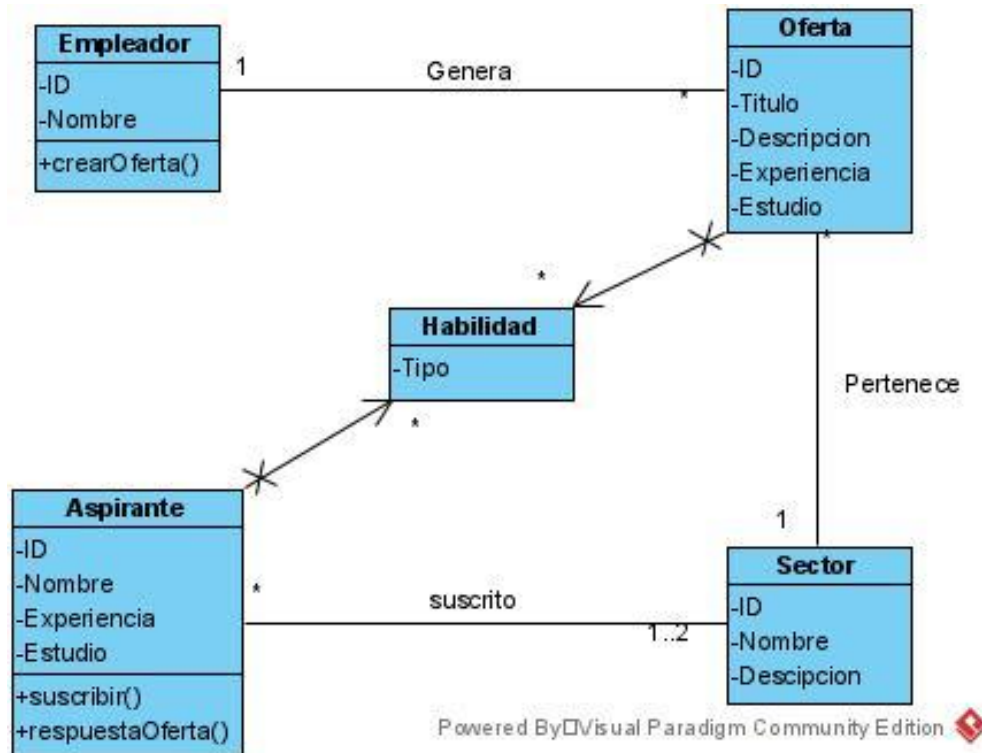 Empleador
-ID
-Nombre
+crearOferta()
1
Genera
*
Oferta
-ID
-Titulo
-Descripcion
-Experiencia
-Estudio
*
*
Habilidad
-Tipo
*
Pertenece
1
Aspirante
-ID
-Nombre
-Experiencia
-Estudio
+suscribir()
+respuestaOferta()
*
suscrito
1..2
Sector
-ID
-Nombre
-Descipcion
Powered By□Visual Paradigm Community Edition